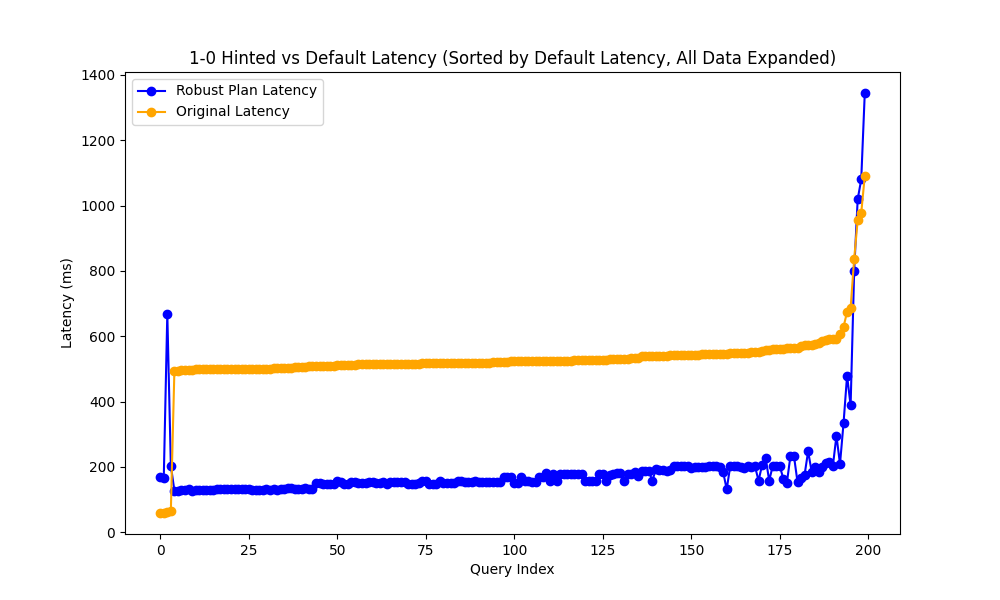 1-0 Hinted vs Default Latency (Sorted by Default Latency, All Data Expanded)
Robust Plan Latency
Original Latency
1400
1200
1000
800
600
400
200
0
Latency (ms)
0 25 50 75 100 125 150 175 200
Query Index